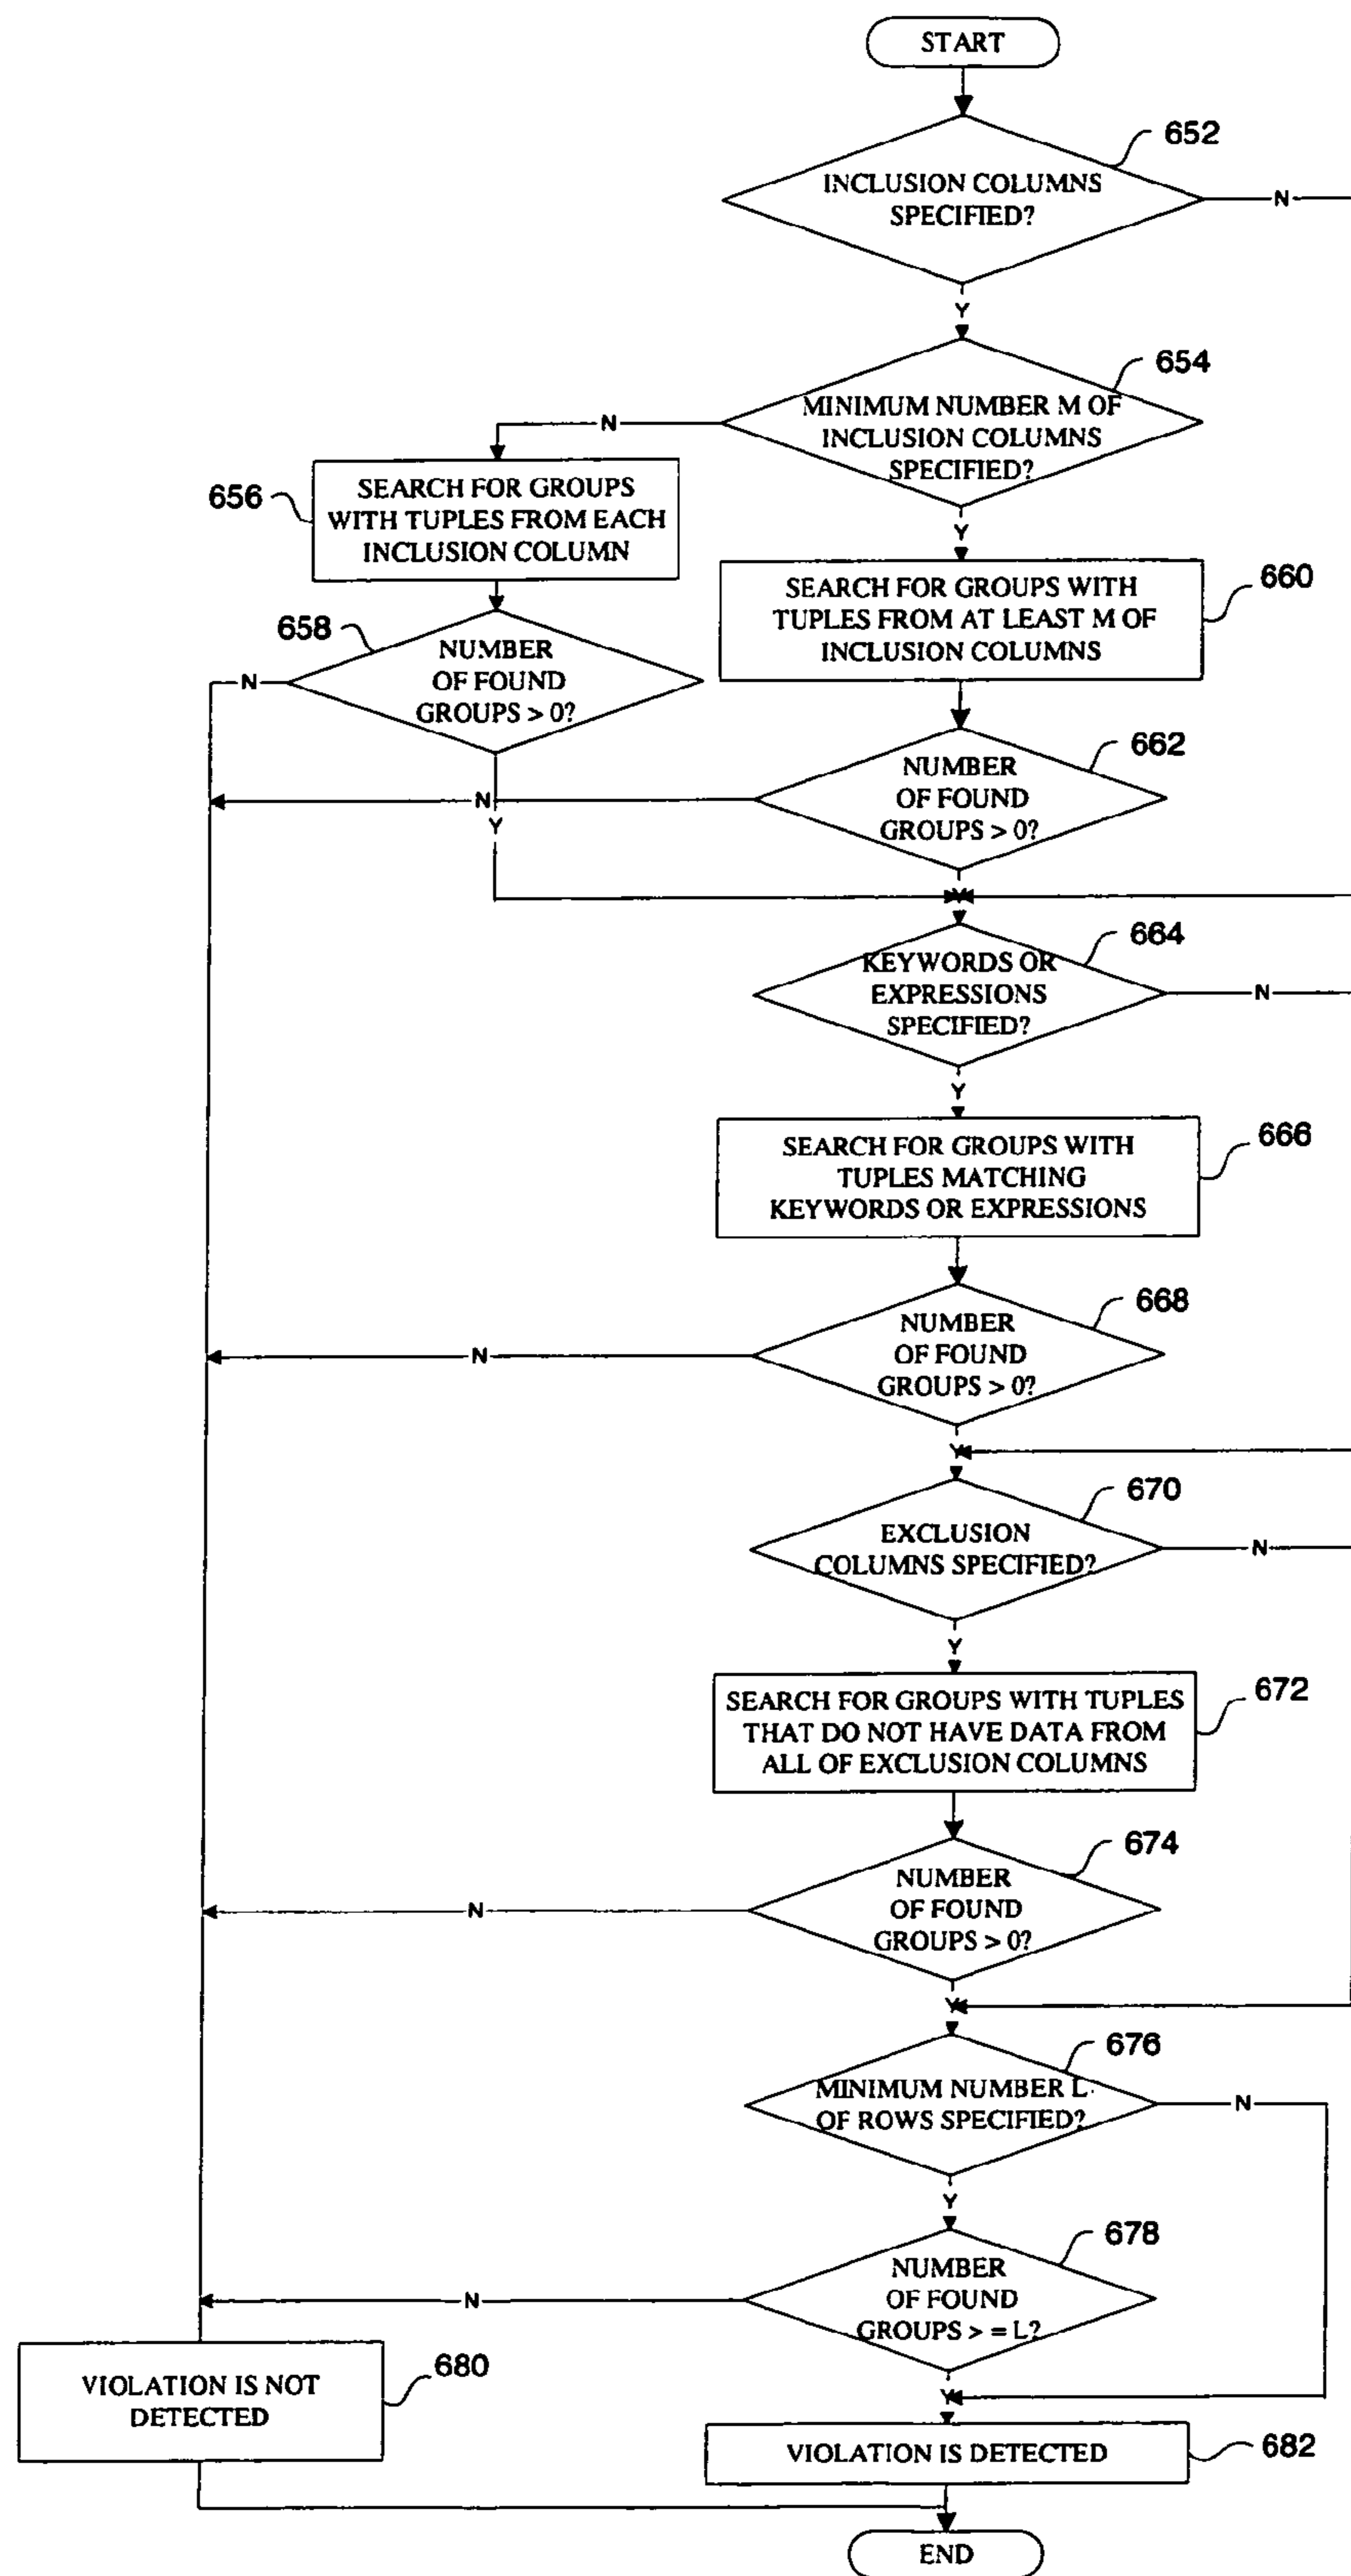 START
652
INCLUSION COLUMNS
SPECIFIED?
N
Y
654
MINIMUM NUMBER M OF
INCLUSION COLUMNS
SPECIFIED?
N
Y
656
SEARCH FOR GROUPS
WITH TUPLES FROM EACH
INCLUSION COLUMN
660
SEARCH FOR GROUPS WITH
TUPLES FROM AT LEAST M OF
INCLUSION COLUMNS
658
NUMBER
OF FOUND
GROUPS > 0?
N
Y
662
NUMBER
OF FOUND
GROUPS > 0?
N
Y
664
KEYWORDS OR
EXPRESSIONS
SPECIFIED?
N
Y
666
SEARCH FOR GROUPS WITH
TUPLES MATCHING
KEYWORDS OR EXPRESSIONS
668
NUMBER
OF FOUND
GROUPS > 0?
N
Y
670
EXCLUSION
COLUMNS SPECIFIED?
N
Y
672
SEARCH FOR GROUPS WITH TUPLES
THAT DO NOT HAVE DATA FROM
ALL OF EXCLUSION COLUMNS
674
NUMBER
OF FOUND
GROUPS > 0?
N
Y
676
MINIMUM NUMBER L
OF ROWS SPECIFIED?
N
Y
678
NUMBER
OF FOUND
GROUPS > = L?
N
Y
680
VIOLATION IS NOT
DETECTED
682
VIOLATION IS DETECTED
END